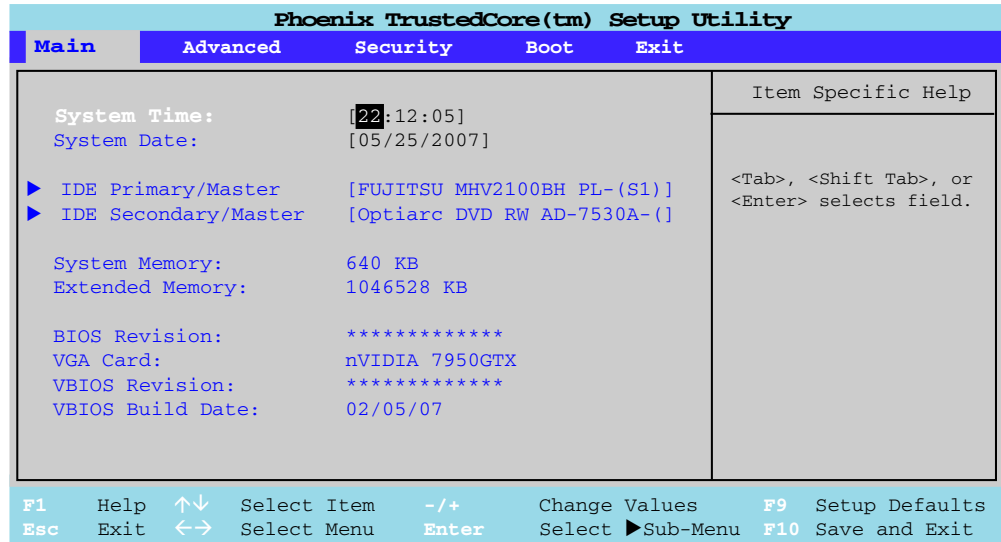 Phoenix TrustedCore(tm) Setup Utility
Main Advanced Security Boot Exit
Item Specific Help
System Time: [22:12:05]
System Date: [05/25/2007]
▶ IDE Primary/Master [FUJITSU MHV2100BH PL-(S1)]
▶ IDE Secondary/Master [Optiarc DVD RW AD-7530A-(]
<Tab>, <Shift Tab>, or
<Enter> selects field.
System Memory: 640 KB
Extended Memory: 1046528 KB
BIOS Revision: *************
VGA Card: nVIDIA 7950GTX
VBIOS Revision: *************
VBIOS Build Date: 02/05/07
F1 Help ↑↓ Select Item -/+ Change Values F9 Setup Defaults
Esc Exit ←→ Select Menu Enter Select ▶Sub-Menu F10 Save and Exit